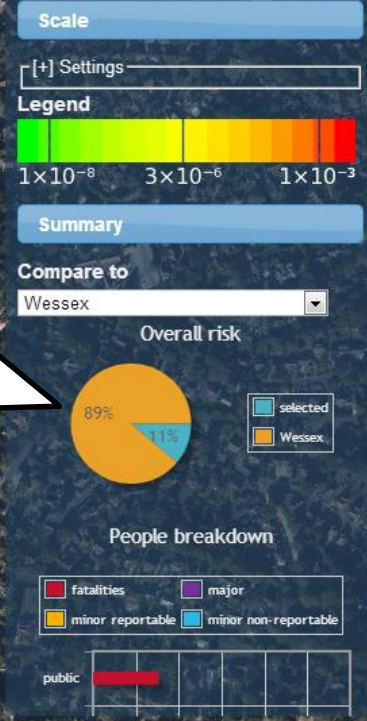 Scale
[+] Settings
Legend
1×10⁻⁸ 3×10⁻⁶ 1×10⁻³
Summary
Compare to
Wessex
Overall risk
89%
11%
selected
Wessex
People breakdown
fatalities major
minor reportable minor non-reportable
public